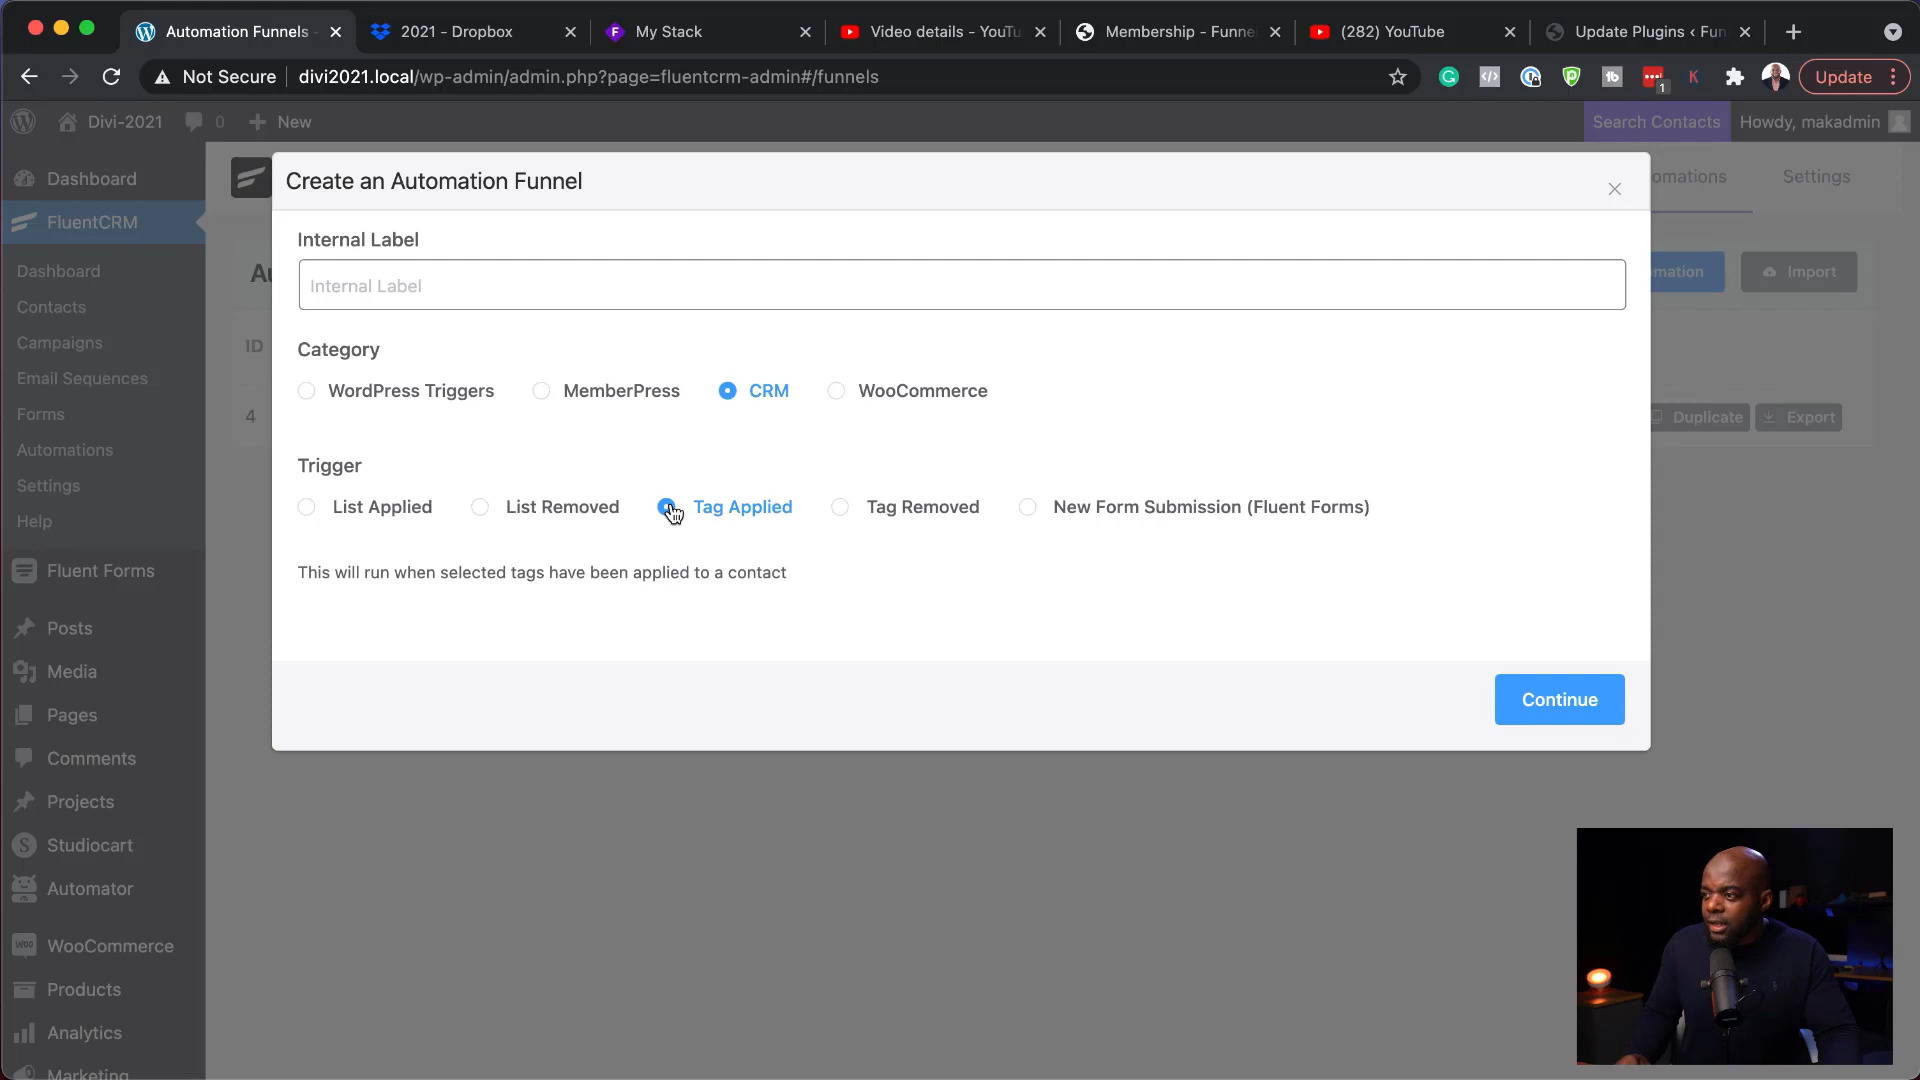 Automation Funnels
2021 - Dropbox
My Stack
Video details - YouTu
Membership - Funne
(282) YouTube
Update Plugins ‹ Fun
Not Secure
divi2021.local/wp-admin/admin.php?page=fluentcrm-admin#/funnels
1
Update
Divi-2021
0
New
Search Contacts
Howdy, makadmin
Dashboard
FluentCRM
Dashboard
Contacts
Campaigns
Email Sequences
Forms
Automations
Settings
Help
Fluent Forms
Posts
Media
Pages
Comments
Projects
Studiocart
Automator
WooCommerce
Products
Analytics
Marketing
omations
Settings
Au
mation
Import
ID
4
Duplicate
Export
Create an Automation Funnel
Internal Label
Internal Label
Category
WordPress Triggers
MemberPress
CRM
WooCommerce
Trigger
List Applied
List Removed
Tag Applied
Tag Removed
New Form Submission (Fluent Forms)
This will run when selected tags have been applied to a contact
Continue